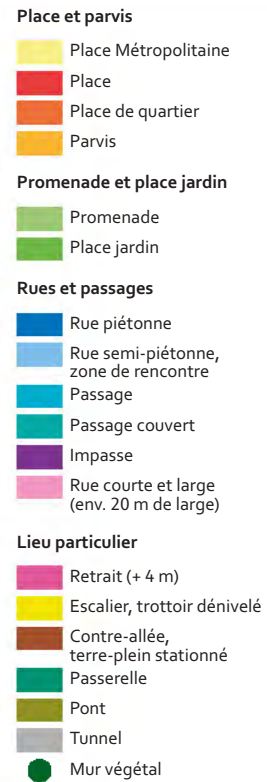 Place et parvis
Place Métropolitaine
Place
Place de quartier
Parvis
Promenade et place jardin
Promenade
Place jardin
Rues et passages
Rue piétonne
Rue semi-piétonne,
zone de rencontre
Passage
Passage couvert
Impasse
Rue courte et large
(env. 20 m de large)
Lieu particulier
Retrait (+ 4 m)
Escalier, trottoir dénivelé
Contre-allée,
terre-plein stationné
Passerelle
Pont
Tunnel
Mur végétal